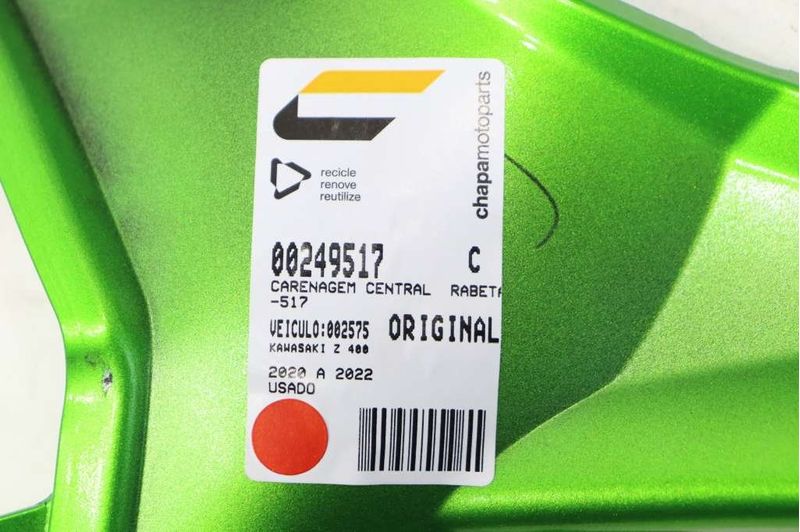 recicle
renove
reutilize
chapamotoparts
00249517 C
CARENAGEM CENTRAL RABETA
-517
VEICULO:002575 ORIGINAL
KAWASAKI Z 400
2020 A 2022
USADO